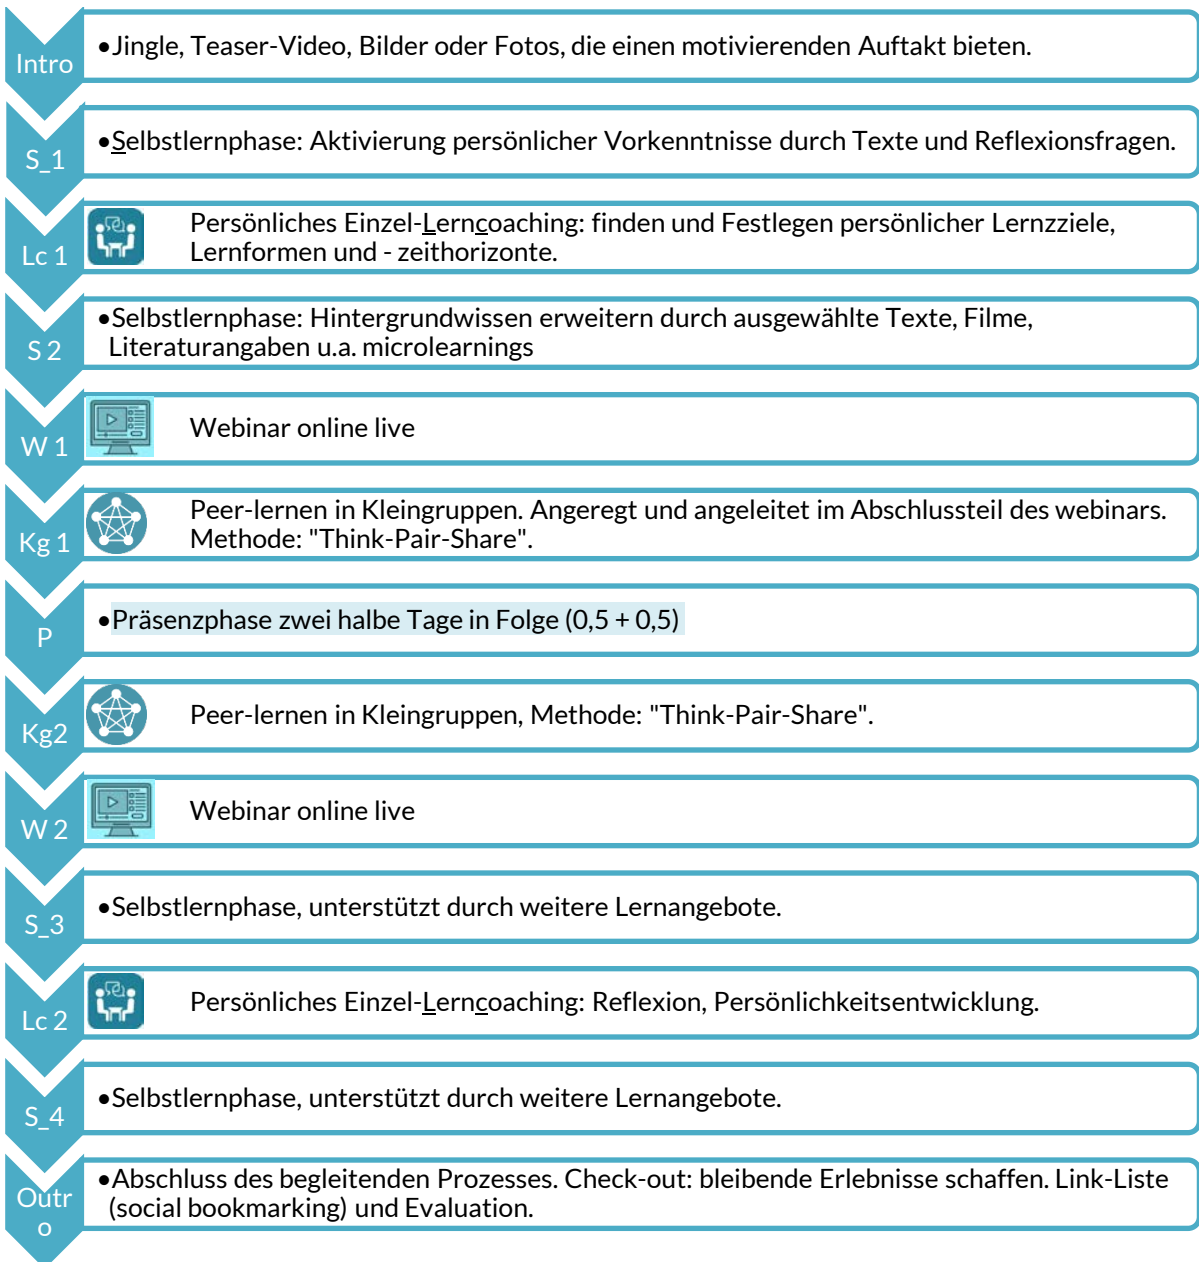 Intro
•Jingle, Teaser-Video, Bilder oder Fotos, die einen motivierenden Auftakt bieten.
S_1
•Selbstlernphase: Aktivierung persönlicher Vorkenntnisse durch Texte und Reflexionsfragen.
Lc 1
Persönliches Einzel-Lerncoaching: finden und Festlegen persönlicher Lernzziele,
Lernformen und - zeithorizonte.
S 2
•Selbstlernphase: Hintergrundwissen erweitern durch ausgewählte Texte, Filme,
Literaturangaben u.a. microlearnings
W 1
Webinar online live
Kg 1
Peer-lernen in Kleingruppen. Angeregt und angeleitet im Abschlussteil des webinars.
Methode: "Think-Pair-Share".
P
•Präsenzphase zwei halbe Tage in Folge (0,5 + 0,5)
Kg2
Peer-lernen in Kleingruppen, Methode: "Think-Pair-Share".
W 2
Webinar online live
S_3
•Selbstlernphase, unterstützt durch weitere Lernangebote.
Lc 2
Persönliches Einzel-Lerncoaching: Reflexion, Persönlichkeitsentwicklung.
S_4
•Selbstlernphase, unterstützt durch weitere Lernangebote.
Outr
o
•Abschluss des begleitenden Prozesses. Check-out: bleibende Erlebnisse schaffen. Link-Liste
(social bookmarking) und Evaluation.